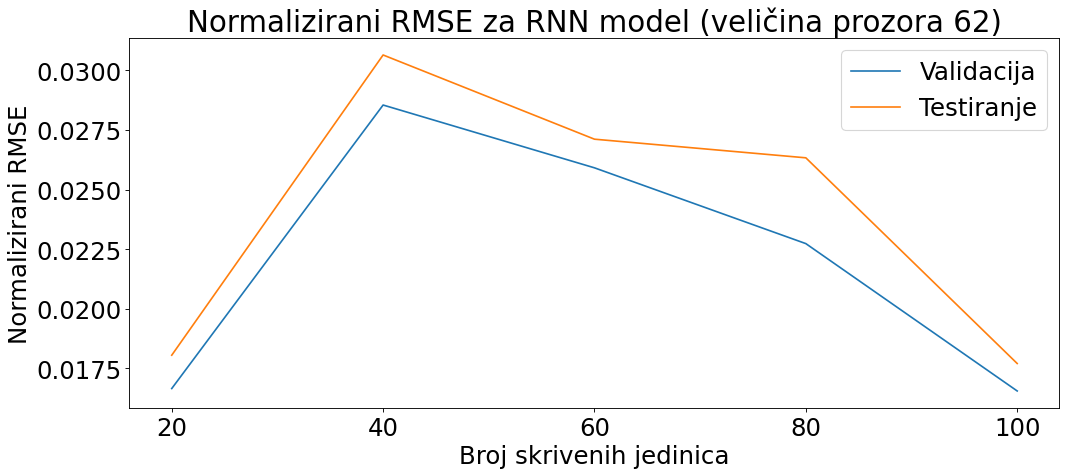 Normalizirani RMSE za RNN model (veličina prozora 62)
Validacija
Testiranje
Normalizirani RMSE
0.0300
0.0275
0.0250
0.0225
0.0200
0.0175
20 40 60 80 100
Broj skrivenih jedinica